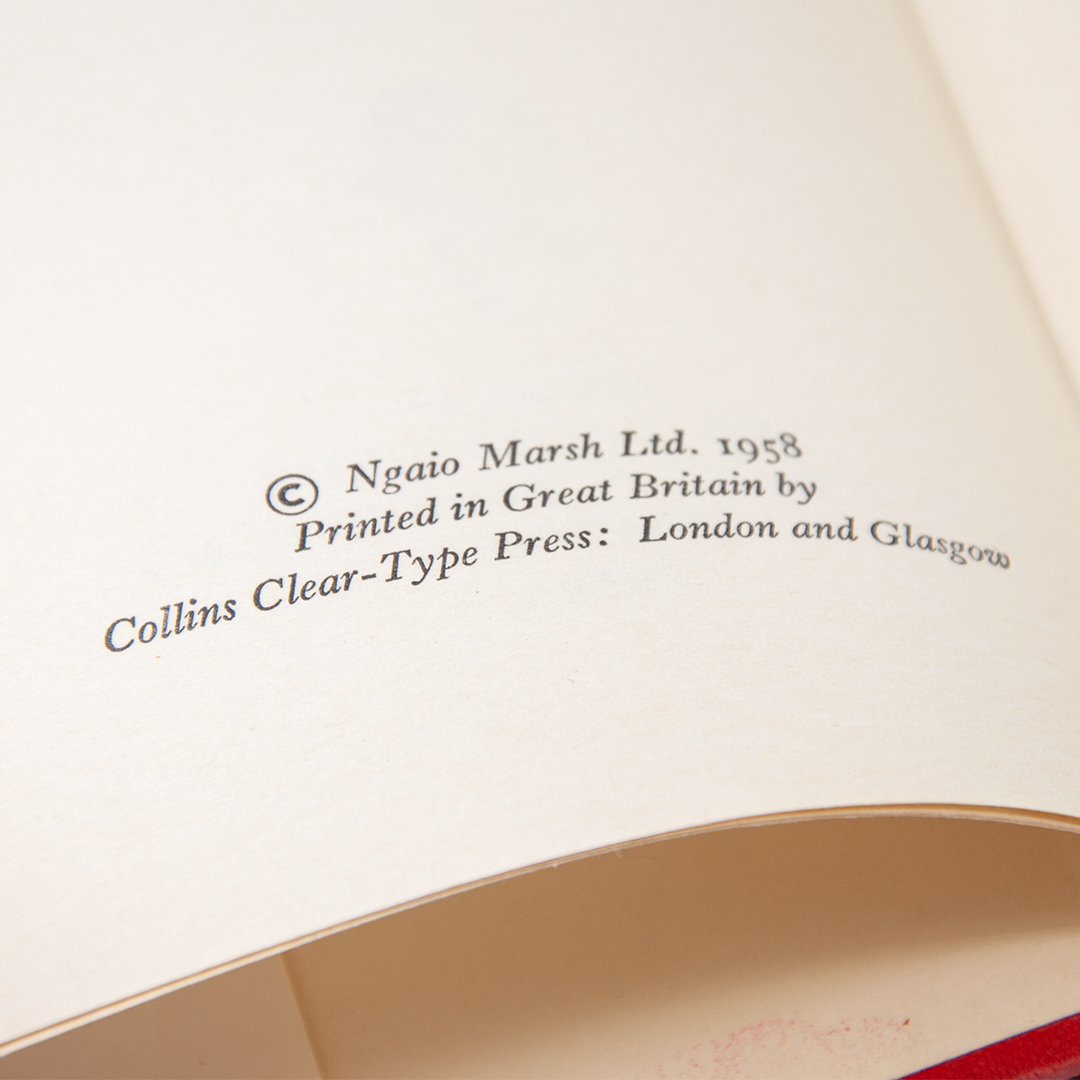 © Ngaio Marsh Ltd. 1958
Printed in Great Britain by
Collins Clear-Type Press: London and Glasgow